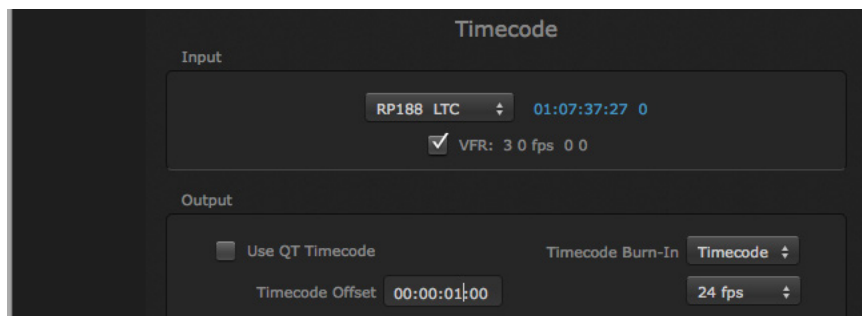 Timecode
Input
RP188 LTC 01:07:37:27 0
VFR: 3 0 fps 0 0
Output
Use QT Timecode Timecode Burn-In Timecode
Timecode Offset 00:00:01:00 24 fps